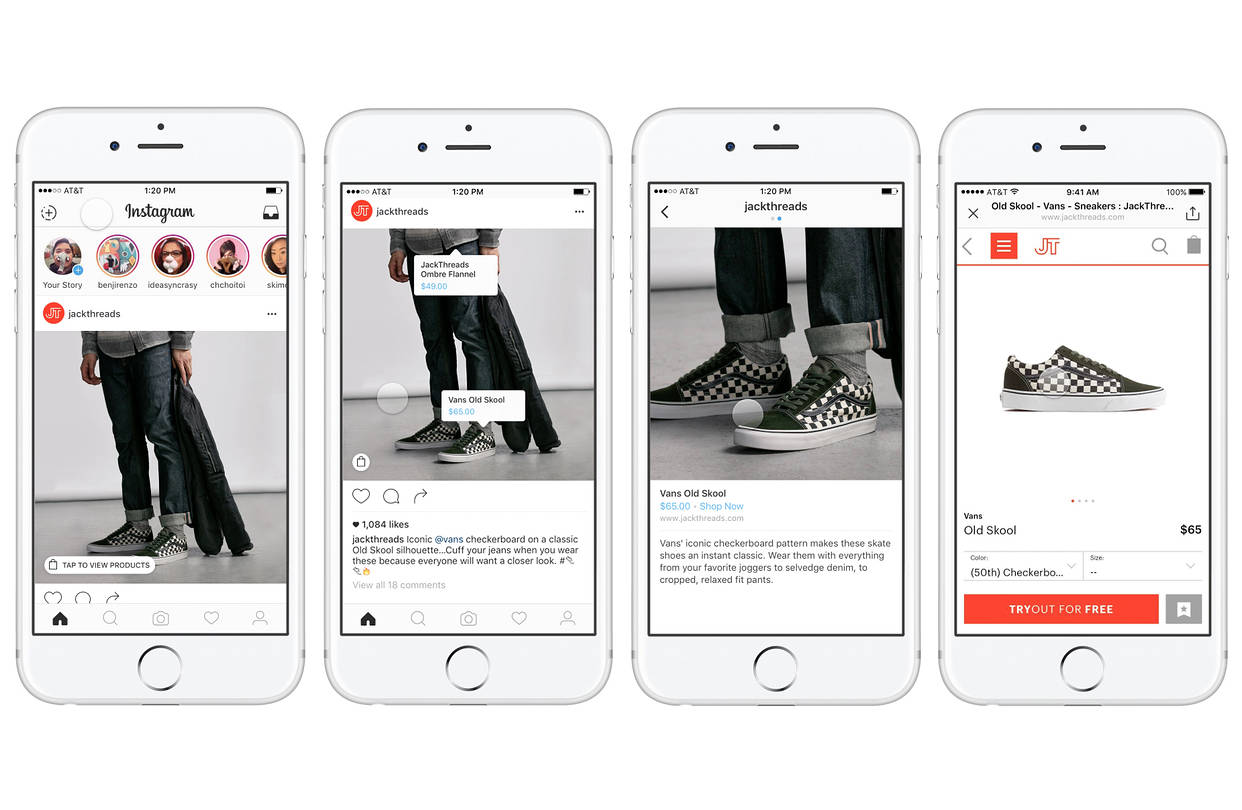 AT&T
1:20 PM
Instagram
Your Story
benjirenzo
ideasyncrasy
chchoitoi
skimo
JT
jackthreads
TAP TO VIEW PRODUCTS
AT&T
1:20 PM
JT
jackthreads
JackThreads
Ombre Flannel
$49.00
Vans Old Skool
$65.00
1,084 likes
jackthreads Iconic @vans checkerboard on a classic
Old Skool silhouette...Cuff your jeans when you wear
these because everyone will want a closer look. #
View all 18 comments
AT&T
1:20 PM
jackthreads
Vans Old Skool
$65.00 · Shop Now
www.jackthreads.com
Vans' iconic checkerboard pattern makes these skate
shoes an instant classic. Wear them with everything
from your favorite joggers to selvedge denim, to
cropped, relaxed fit pants.
AT&T
9:41 AM
100%
Old Skool - Vans - Sneakers : JackThre...
www.jackthreads.com
JT
Vans
Old Skool
$65
Color:
(50th) Checkerbo...
Size:
--
TRYOUT FOR FREE